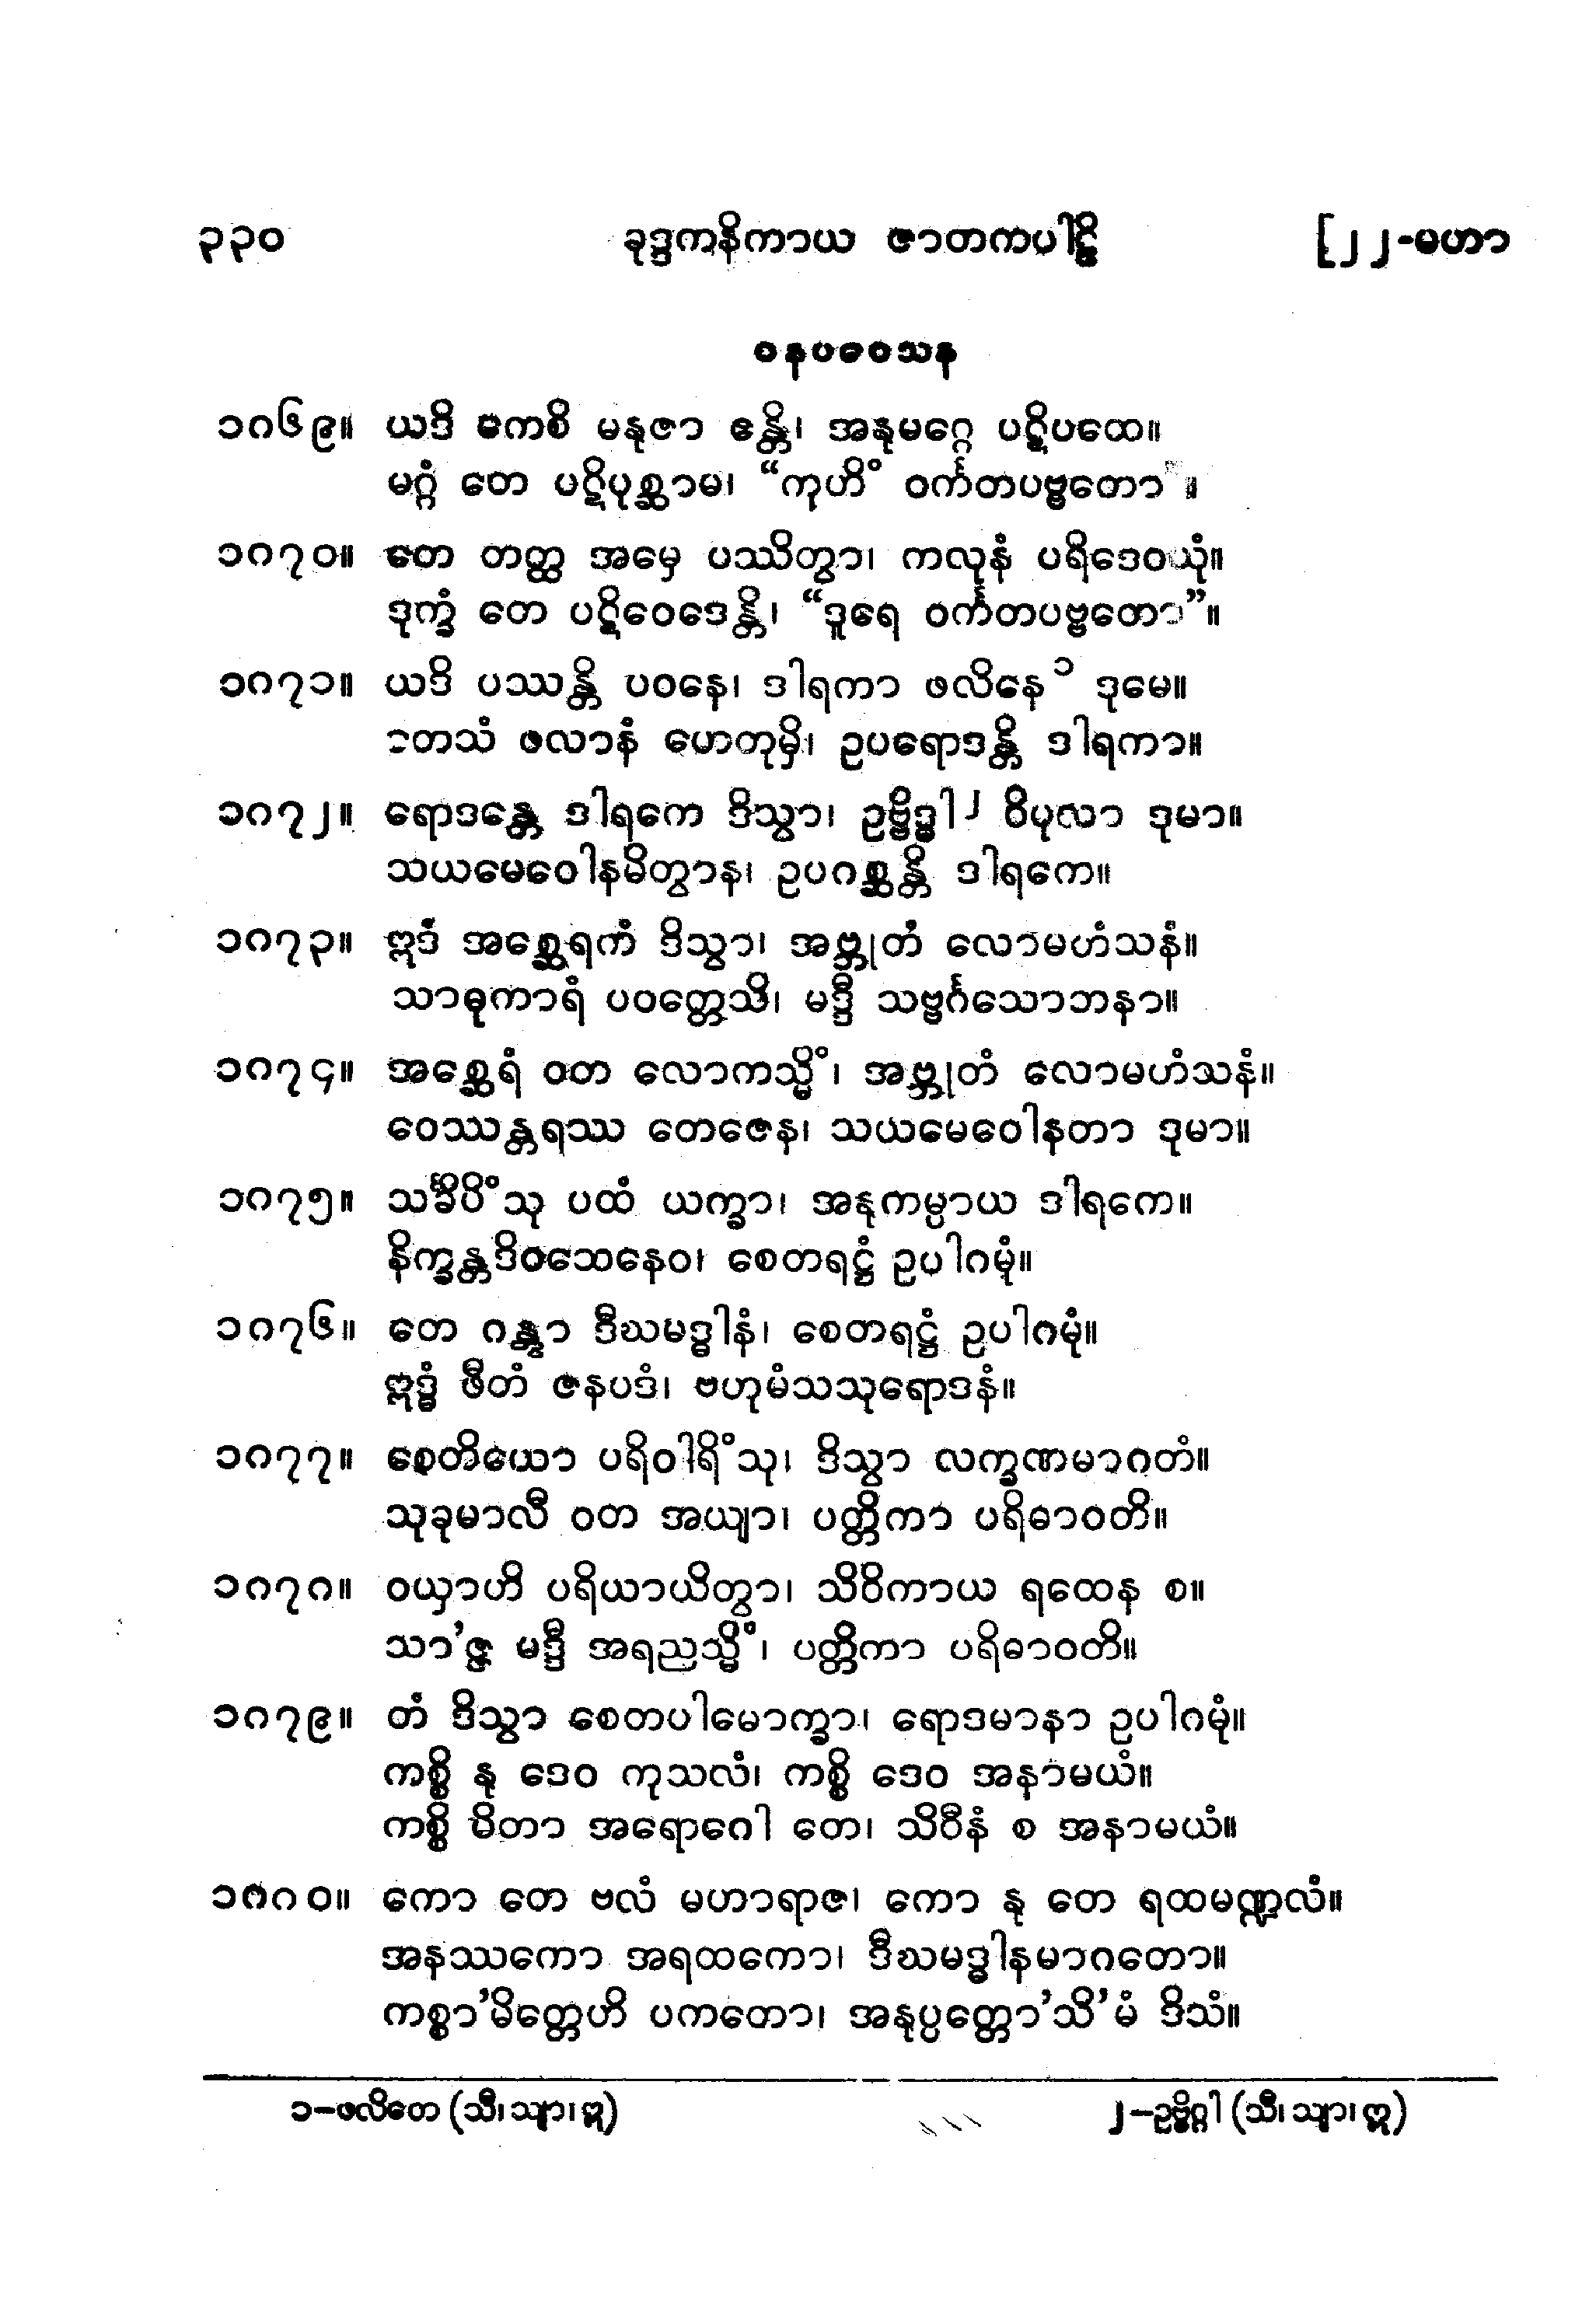 ၃၃၀ ခုဒ္ဒကနိကာယ ဇာတကပါဠိ [၂၂-မဟာ
ဝနပဝေသန
၁ဂ၆၉။ ယဒိ ကေစိ မနုဇာ ဧန္တိ၊ အနုမဂ္ဂေ ပဋိပထေ။
မဂ္ဂံ တေ ပဋိပုစ္ဆာမ၊ “ကုဟိံ ဝင်္ကတပဗ္ဗတော”။
၁ဂ၇၀။ တေ တတ္ထ အမှေ ပဿိတွာ၊ ကလုနံ ပရိဒေဝယုံ။
ဒုက္ခံ တေ ပဋိဝေဒေန္တိ၊ “ဒူရေ ဝင်္ကတပဗ္ဗတော”။
၁ဂ၇၁။ ယဒိ ပဿန္တိ ပဝနေ၊ ဒါရကာ ဖလိနေ ၁ ဒုမေ။
တေသံ ဖလာနံ ဟေတုမှိ၊ ဥပရောဒန္တိ ဒါရကာ။
၁ဂ၇၂။ ရောဒန္တေ ဒါရကေ ဒိသွာ၊ ဥဗ္ဗိဒ္ဓါ ၂ ဝိပုလာ ဒုမာ။
သယမေဝေါနမိတွာန၊ ဥပဂစ္ဆန္တိ ဒါရကေ။
၁ဂ၇၃။ ဣဒံ အစ္ဆေရကံ ဒိသွာ၊ အဗ္ဘုတံ လောမဟံသနံ။
သာဓုကာရံ ပဝတ္တေသိ၊ မဒ္ဒီ သဗ္ဗင်္ဂသောဘနာ။
၁ဂ၇၄။ အစ္ဆေရံ ဝတ လောကသ္မိံ၊ အဗ္ဘုတံ လောမဟံသနံ။
ဝေဿန္တရဿ တေဇေန၊ သယမေဝေါနတာ ဒုမာ။
၁ဂ၇၅။ သင်္ခိပိံသု ပထံ ယက္ခာ၊ အနုကမ္ပာယ ဒါရကေ။
နိက္ခန္တဒိဝသေနေဝ၊ စေတရဋ္ဌံ ဥပါဂမုံ။
၁ဂ၇၆။ တေ ဂန္တွာ ဒီဃမဒ္ဓါနံ၊ စေတရဋ္ဌံ ဥပါဂမုံ။
ဣဒ္ဓံ ဖီတံ ဇနပဒံ၊ ဗဟုမံသသုရောဒနံ။
၁ဂ၇၇။ စေတိယော ပရိဝါရိံသု၊ ဒိသွာ လက္ခဏမာဂတံ။
သုခုမာလီ ဝတ အယျာ၊ ပတ္တိကာ ပရိဓာဝတိ။
၁ဂ၇ဂ။ ဝယှာဟိ ပရိယာယိတွာ၊ သိဝိကာယ ရထေန စ။
သာ’ဇ္ဇ မဒ္ဒီ အရညသ္မိံ၊ ပတ္တိကာ ပရိဓာဝတိ။
၁ဂ၇၉။ တံ ဒိသွာ စေတပါမောက္ခာ၊ ရောဒမာနာ ဥပါဂမုံ။
ကစ္စိ နု ဒေဝ ကုသလံ၊ ကစ္စိ ဒေဝ အနာမယံ။
ကစ္စိ ပိတာ အရောဂေါ တေ၊ သိဝီနံ စ အနာမယံ။
၁ဂဂ၀။ ကော တေ ဗလံ မဟာရာဇ၊ ကော နု တေ ရထမဏ္ဍလံ။
အနဿကော အရထကော၊ ဒီဃမဒ္ဓါနမာဂတော။
ကစ္စာ’မိတ္တေဟိ ပကတော၊ အနုပ္ပတ္တော’သိ’မံ ဒိသံ။
၁-ဖလိတေ (သီ၊ သျာ၊ ဣ) ၂-ဥဗ္ဗိဂ္ဂါ (သီ၊ သျာ၊ ဣ)